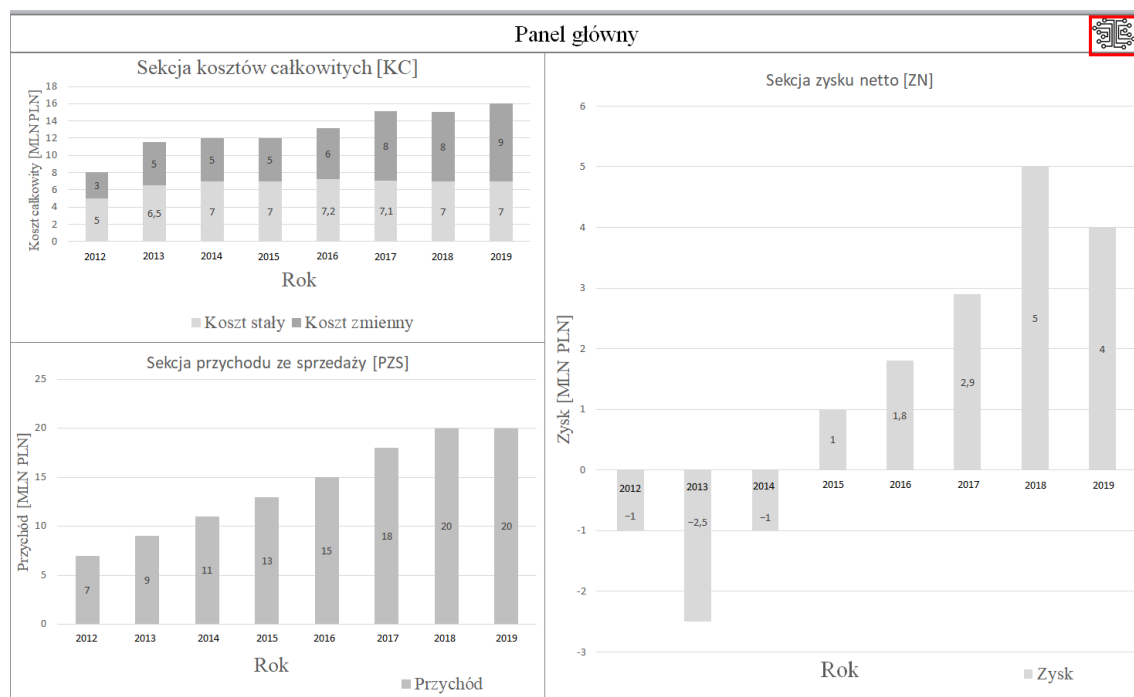 Panel główny
Sekcja kosztów całkowitych [KC]
Koszt całkowity [MLN PLN]
18
16
14
12
10
8
6
4
2
0
3 5 5 5 6 8 8 9
5 6,5 7 7 7,2 7,1 7 7
2012 2013 2014 2015 2016 2017 2018 2019
Rok
Koszt stały Koszt zmienny
Sekcja przychodu ze sprzedaży [PZS]
Przychód [MLN PLN]
25
20
15
10
5
0
7 9 11 13 15 18 20 20
2012 2013 2014 2015 2016 2017 2018 2019
Rok
Przychód
Sekcja zysku netto [ZN]
Zysk [MLN PLN]
6
5
4
3
2
1
0
-1
-2
-3
2012 2013 2014 2015 2016 2017 2018 2019
−1 −2,5 −1 1 1,8 2,9 5 4
Rok
Zysk